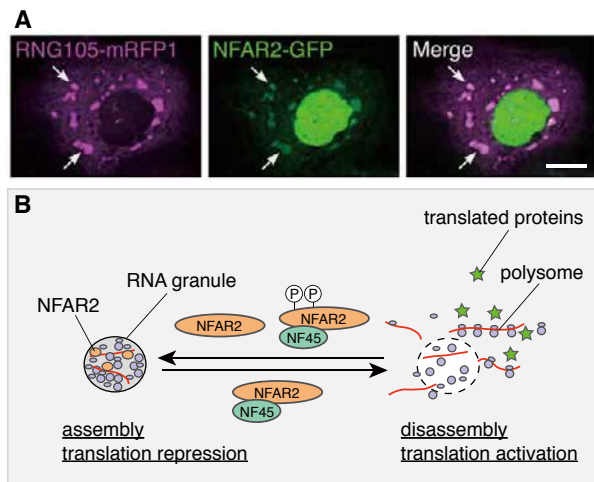 A
RNG105-mRFP1
NFAR2-GFP
Merge
B
translated proteins
polysome
RNA granule
NFAR2
P P
NFAR2
NFAR2
NF45
NFAR2
NF45
assembly
translation repression
disassembly
translation activation